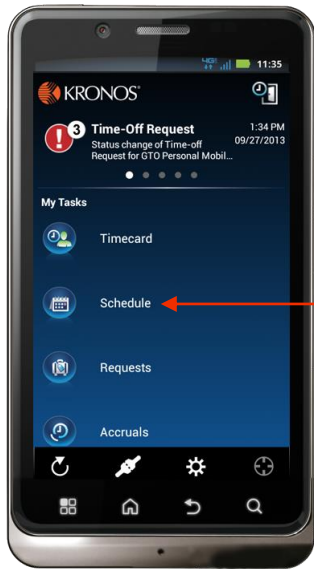 4G 11:35
KRONOS
3 Time-Off Request 1:34 PM
Status change of Time-off 09/27/2013
Request for GTO Personal Mobil...
My Tasks
Timecard
Schedule
Requests
Accruals